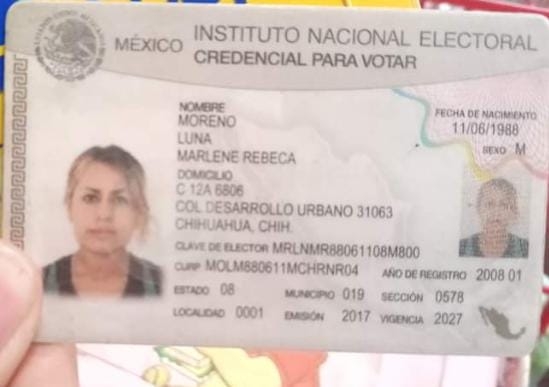 MÉXICO INSTITUTO NACIONAL ELECTORAL
CREDENCIAL PARA VOTAR
NOMBRE
MORENO
LUNA
MARLENE REBECA
FECHA DE NACIMIENTO
11/06/1988
SEXO M
DOMICILIO
C 12A 6806
COL DESARROLLO URBANO 31063
CHIHUAHUA, CHIH.
CLAVE DE ELECTOR MRLNMR88061108M800
CURP MOLM880611MCHRNR04 AÑO DE REGISTRO 2008 01
ESTADO 08 MUNICIPIO 019 SECCIÓN 0578
LOCALIDAD 0001 EMISIÓN 2017 VIGENCIA 2027